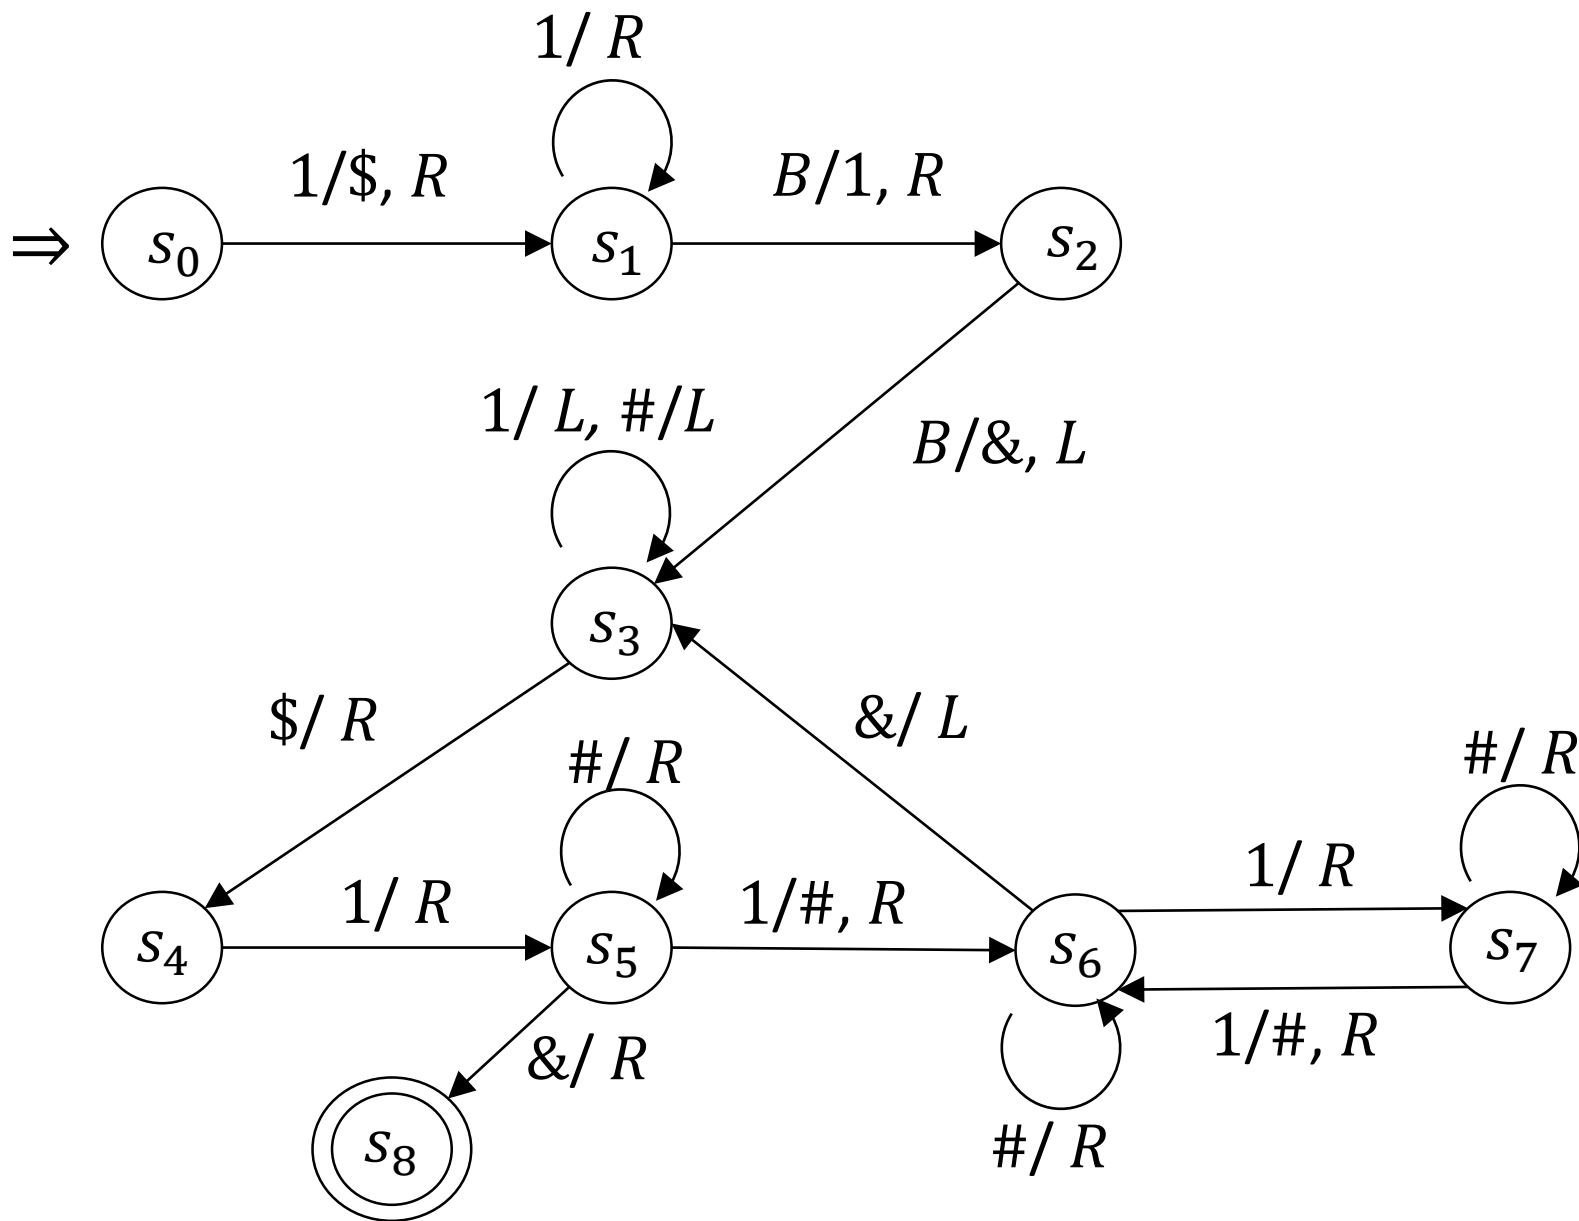 1/ R
1/$, R
B/1, R
⇒ s₀
s₁
s₂
1/ L, #/L
B/&, L
s₃
$/ R
&/ L
#/ R
#/ R
1/ R
1/#, R
1/ R
s₄
s₅
s₆
s₇
&/ R
1/#, R
s₈
#/ R